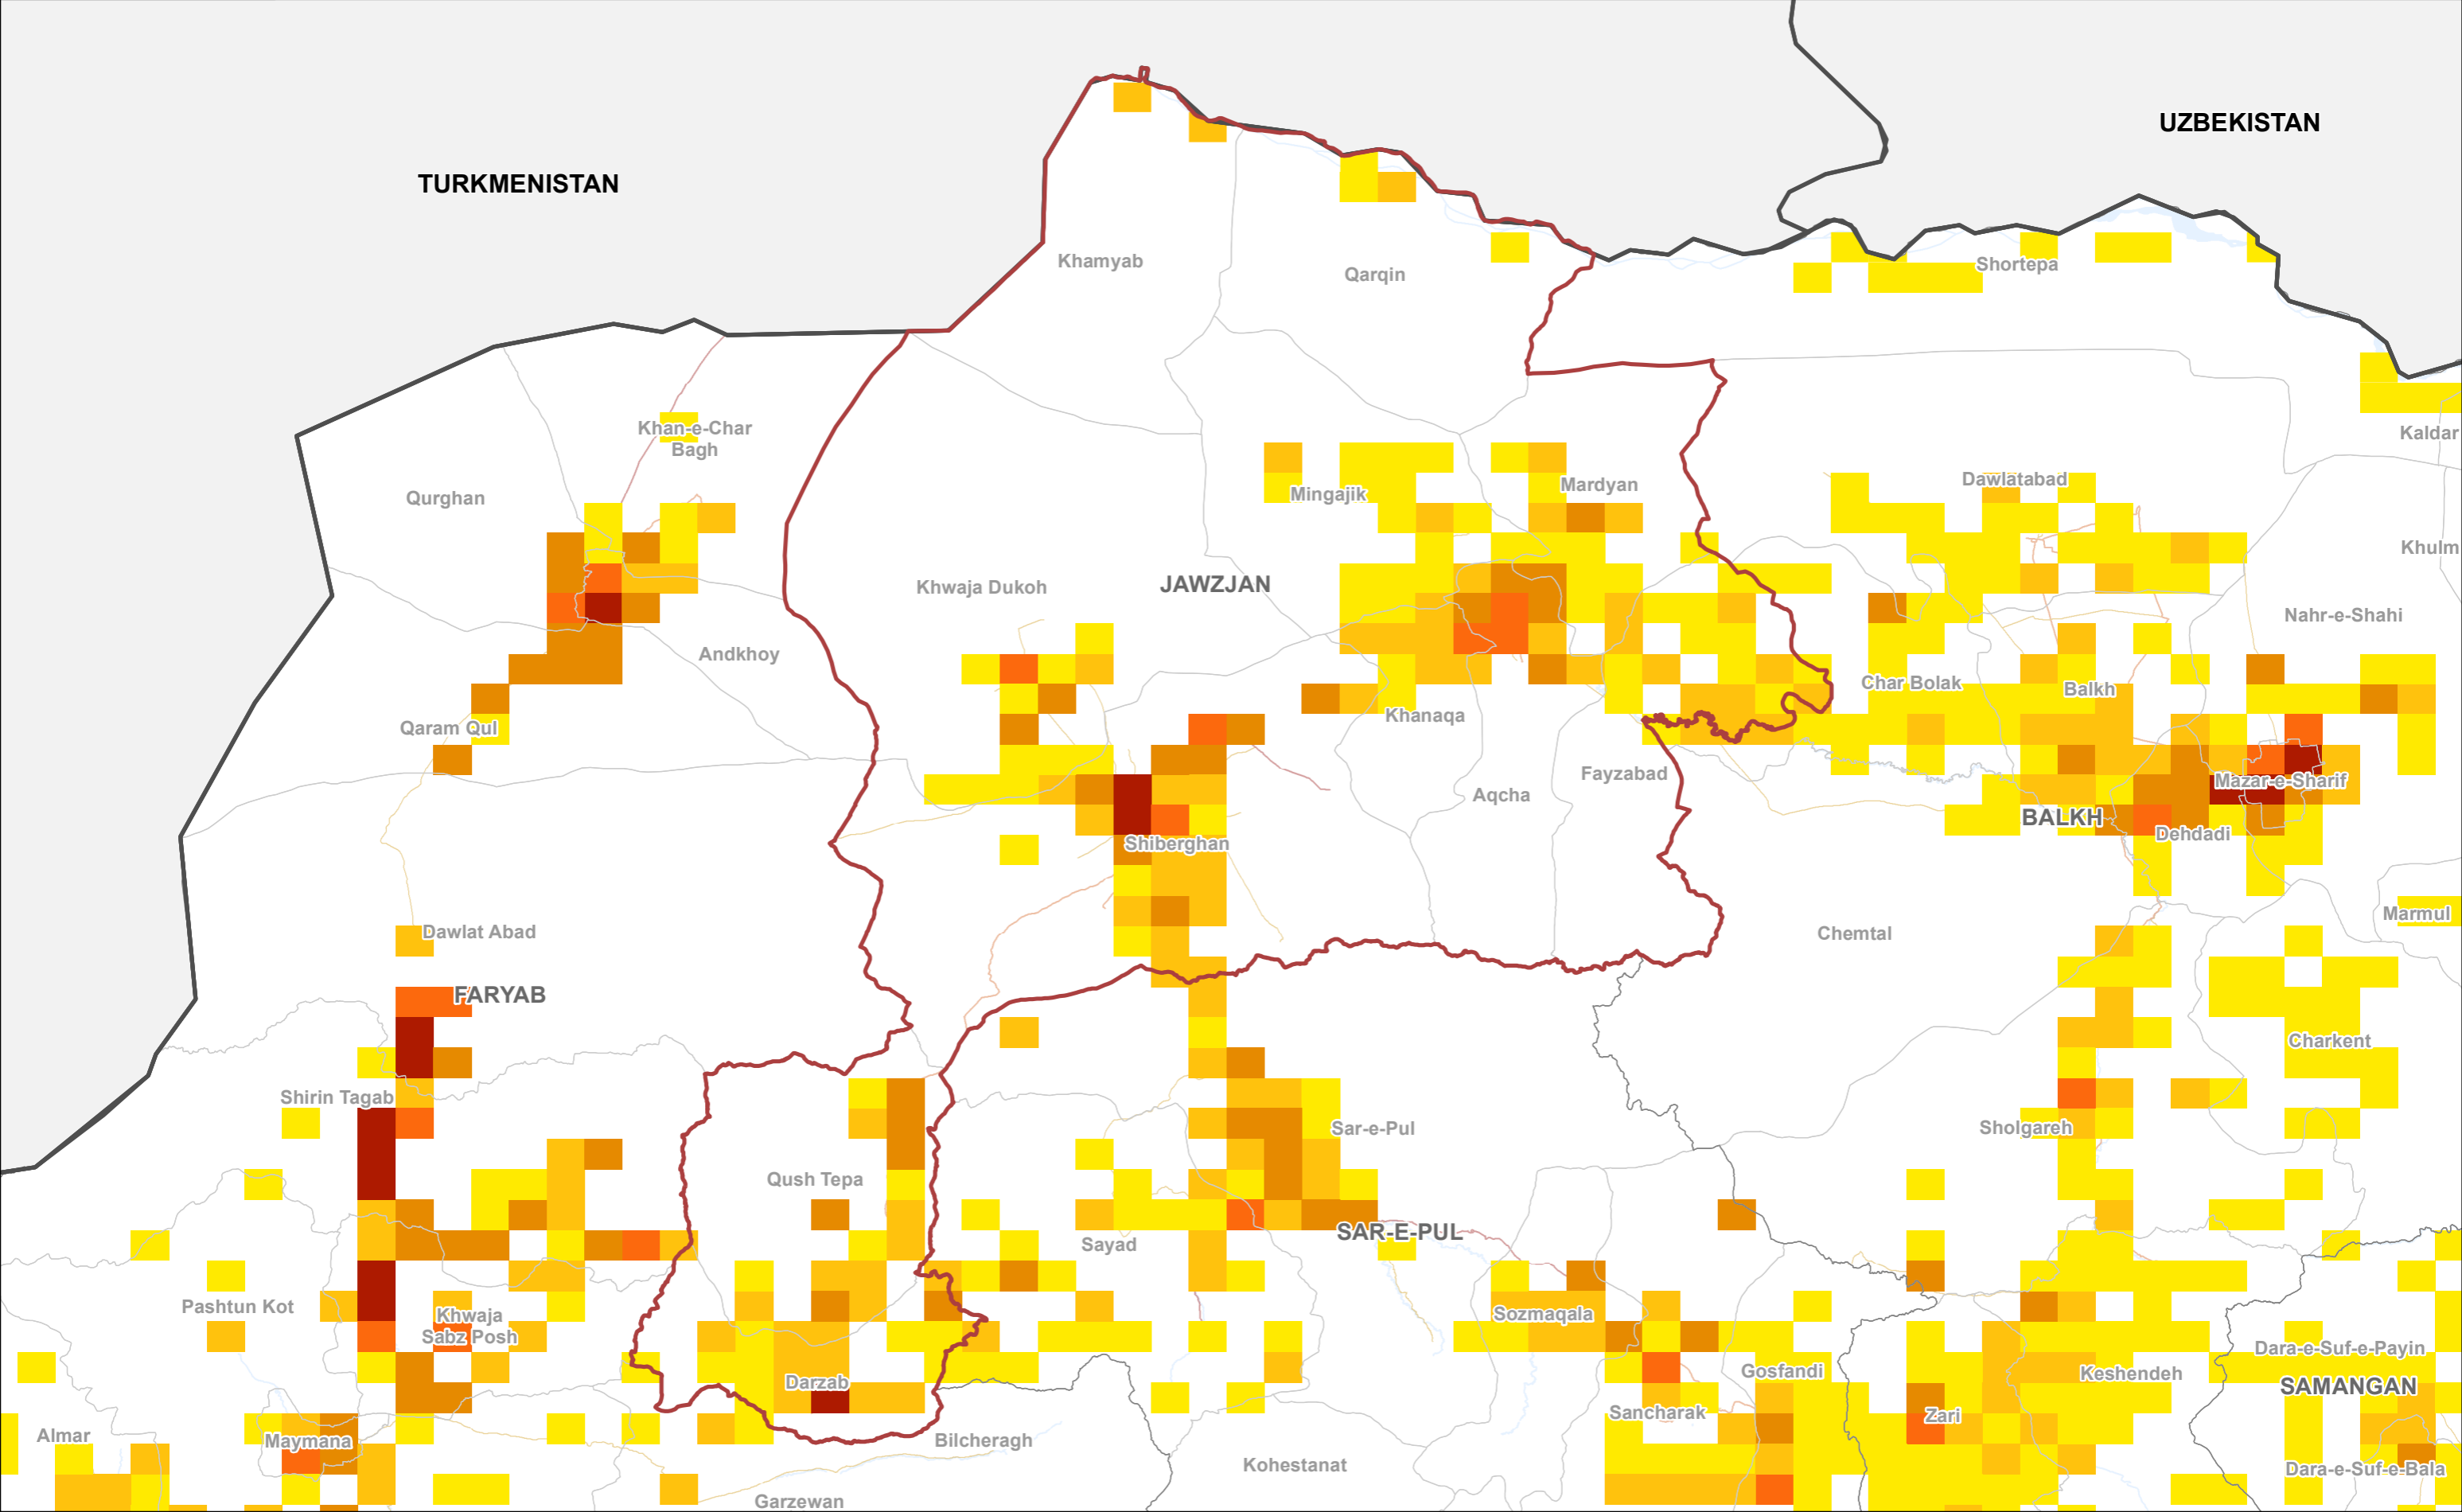 UZBEKISTAN
TURKMENISTAN
Khamyab
Qarqin
Shortepa
Khan-e-Char
Bagh
Kaldar
Qurghan
Mingajik
Mardyan
Dawlatabad
Khulm
Khwaja Dukoh
JAWZJAN
Nahr-e-Shahi
Andkhoy
Char Bolak
Balkh
Qaram Qul
Khanaqa
Fayzabad
Mazar-e-Sharif
Aqcha
BALKH
Dehdadi
Shiberghan
Marmul
Dawlat Abad
Chemtal
FARYAB
Charkent
Shirin Tagab
Sar-e-Pul
Sholgareh
Qush Tepa
SAR-E-PUL
Sayad
Pashtun Kot
Khwaja
Sabz Posh
Sozmaqala
Dara-e-Suf-e-Payin
Gosfandi
Keshendeh
Darzab
SAMANGAN
Sancharak
Zari
Almar
Maymana
Bilcheragh
Kohestanat
Dara-e-Suf-e-Bala
Garzewan